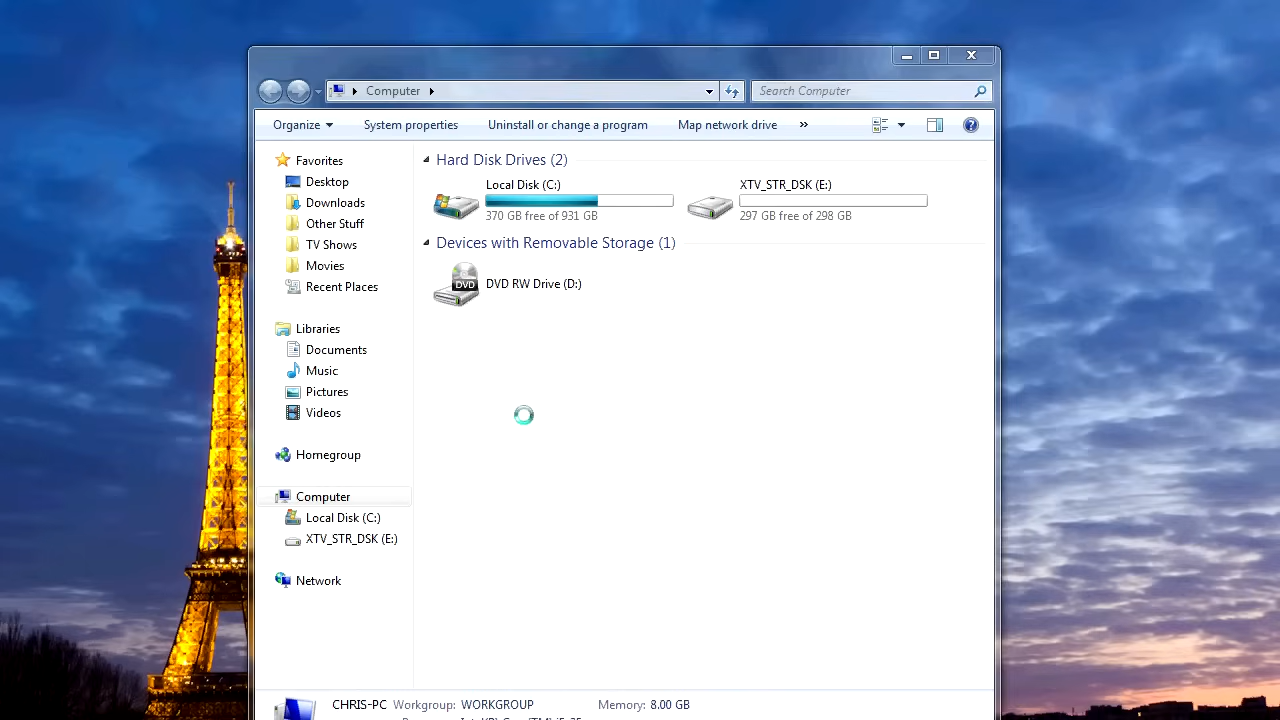 Computer
Search Computer
Organize
System properties
Uninstall or change a program
Map network drive
»
Favorites
Desktop
Downloads
Other Stuff
TV Shows
Movies
Recent Places
Libraries
Documents
Music
Pictures
Videos
Homegroup
Computer
Local Disk (C:)
XTV_STR_DSK (E:)
Network
Hard Disk Drives (2)
Local Disk (C:)
370 GB free of 931 GB
XTV_STR_DSK (E:)
297 GB free of 298 GB
Devices with Removable Storage (1)
DVD
DVD RW Drive (D:)
CHRIS-PC Workgroup: WORKGROUP Memory: 8.00 GB